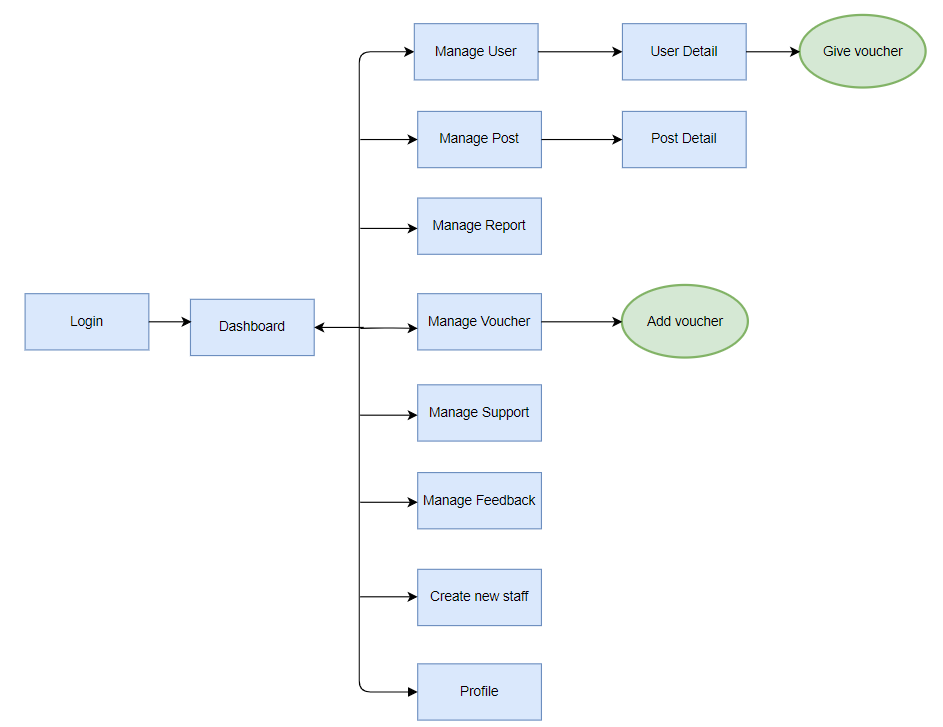 Manage User
User Detail
Give voucher
Manage Post
Post Detail
Manage Report
Login
Dashboard
Manage Voucher
Add voucher
Manage Support
Manage Feedback
Create new staff
Profile